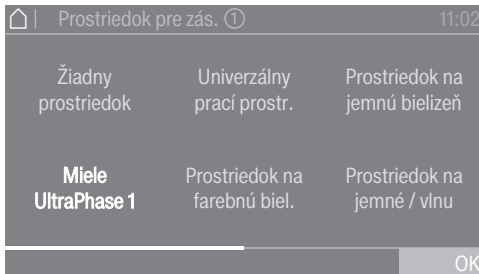 Prostriedok pre zás. ① 11:02
Žiadny prostriedok
Univerzálny prací prostr.
Prostriedok na jemnú bielizeň
Miele UltraPhase 1
Prostriedok na farebnú biel.
Prostriedok na jemné / vlnu
OK